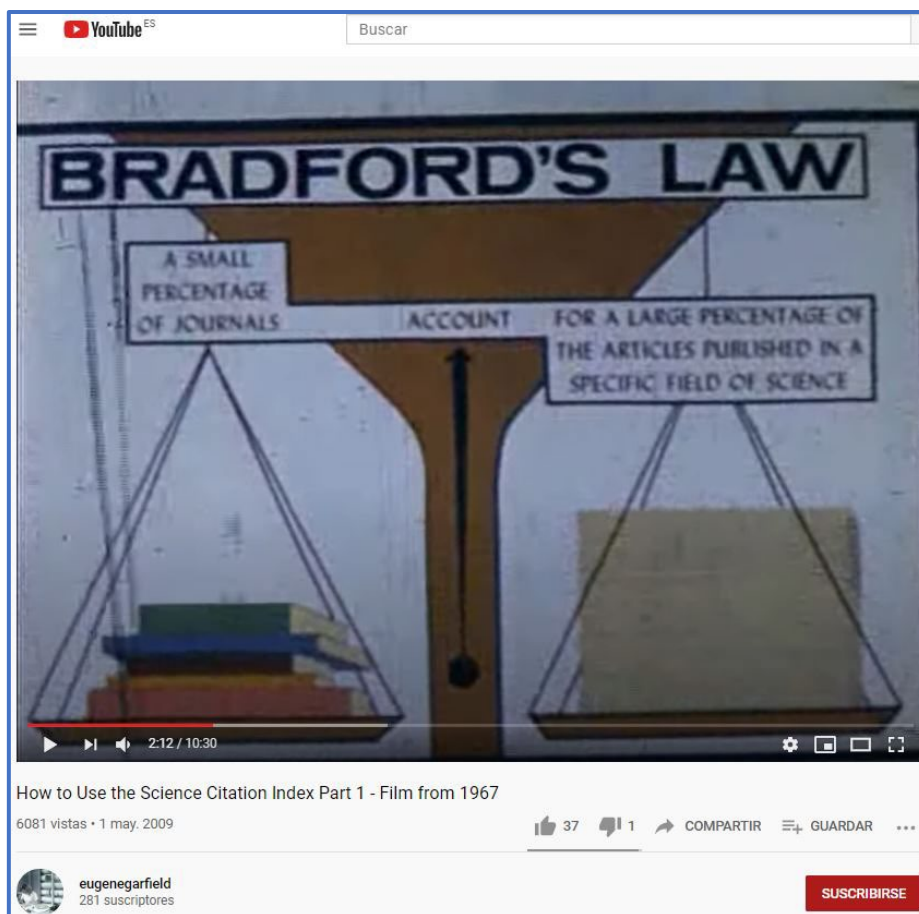 YouTube ES
Buscar
BRADFORD'S LAW
A SMALL
PERCENTAGE
OF JOURNALS
ACCOUNT
FOR A LARGE PERCENTAGE OF
THE ARTICLES PUBLISHED IN A
SPECIFIC FIELD OF SCIENCE
2:12 / 10:30
How to Use the Science Citation Index Part 1 - Film from 1967
6081 vistas • 1 may. 2009
37 1 COMPARTIR GUARDAR
eugenegarfield
281 suscriptores
SUSCRIBIRSE